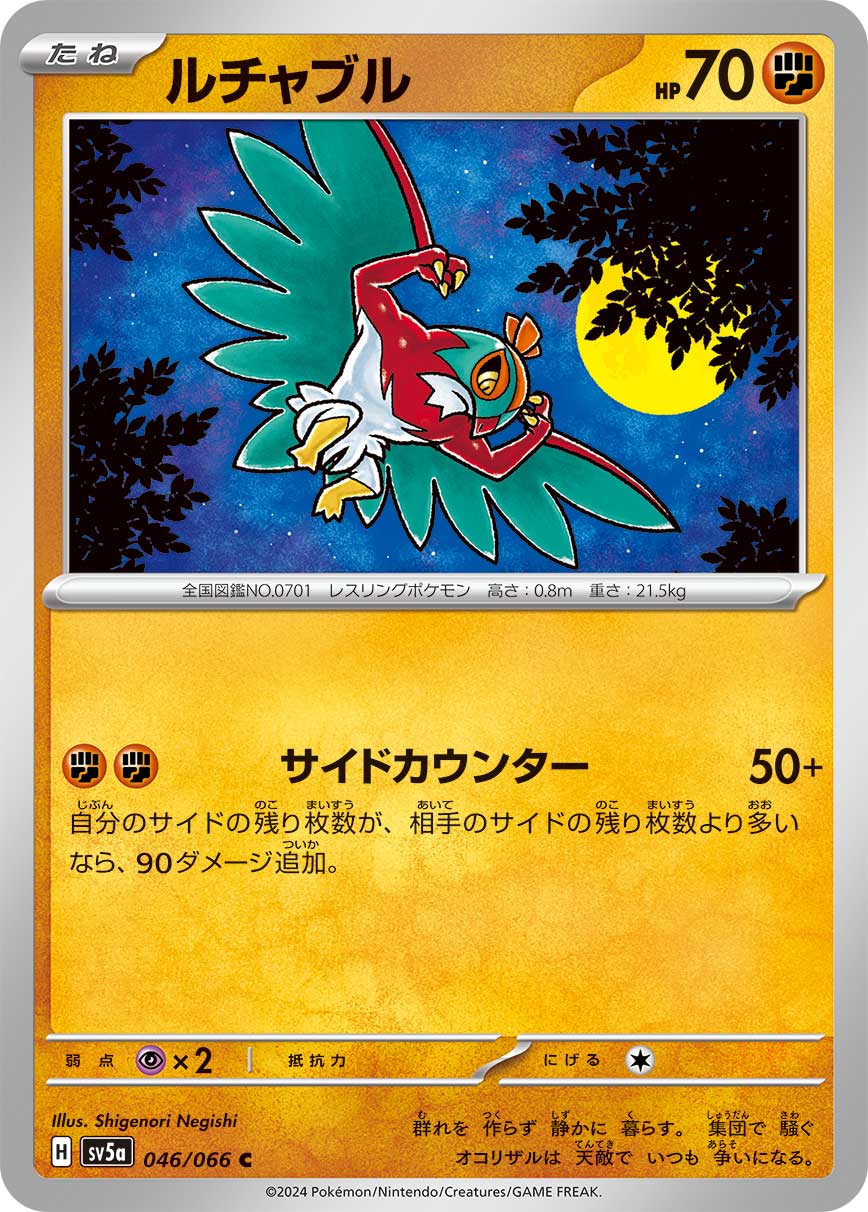 たね
ルチャブル
HP70
全国図鑑NO.0701 レスリングポケモン 高さ:0.8m 重さ:21.5kg
サイドカウンター 50+
自分のサイドの残り枚数が、相手のサイドの残り枚数より多い
なら、90ダメージ追加。
弱点 ×2 抵抗力 にげる
Illus. Shigenori Negishi
群れを 作らず 静かに 暮らす。 集団で 騒ぐ
オコリザルは 天敵で いつも 争いになる。
H sv5a 046/066 C
©2024 Pokémon/Nintendo/Creatures/GAME FREAK.